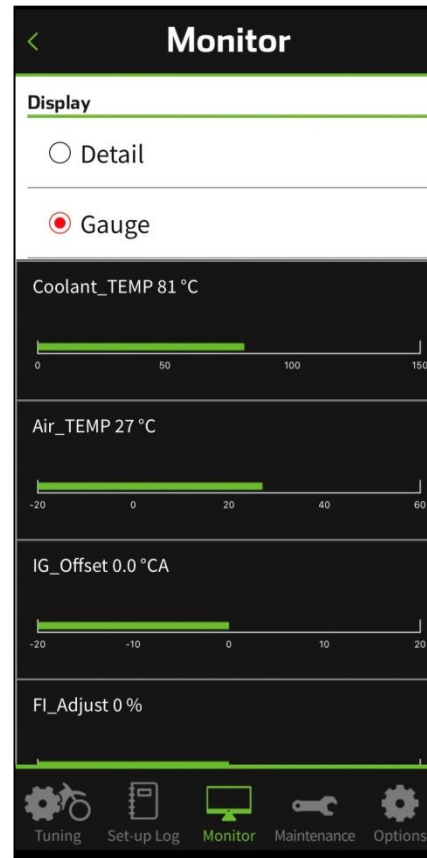 Monitor
Display
Detail
Gauge
Coolant_TEMP 81 °C
0 50 100 150
Air_TEMP 27 °C
-20 0 20 40 60
IG_Offset 0.0 °CA
-20 -10 0 10 20
FI_Adjust 0 %
Tuning Set-up Log Monitor Maintenance Options